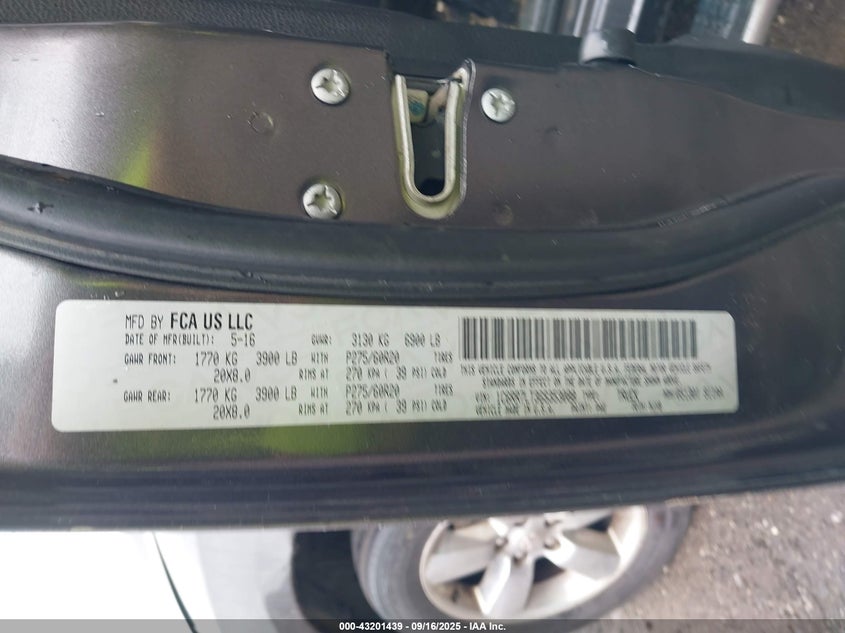 MFD BY FCA US LLC
DATE OF MFR(BUILT): 5-16 GVWR: 3130 KG 6900 LB
GAWR FRONT: 1770 KG 3900 LB WITH P275/60R20 TIRES
20X8.0 RIMS AT 270 KPA ( 39 PSI) COLD
GAWR REAR: 1770 KG 3900 LB WITH P275/60R20 TIRES
20X8.0 RIMS AT 270 KPA ( 39 PSI) COLD
THIS VEHICLE CONFORMS TO ALL APPLICABLE U.S.A. FEDERAL MOTOR VEHICLE SAFETY
STANDARDS IN EFFECT ON THE DATE OF MANUFACTURE SHOWN ABOVE
VIN: TYPE: TRUCK
VEHICLE MADE IN
000-43201439 - 09/16/2025 - IAA Inc.